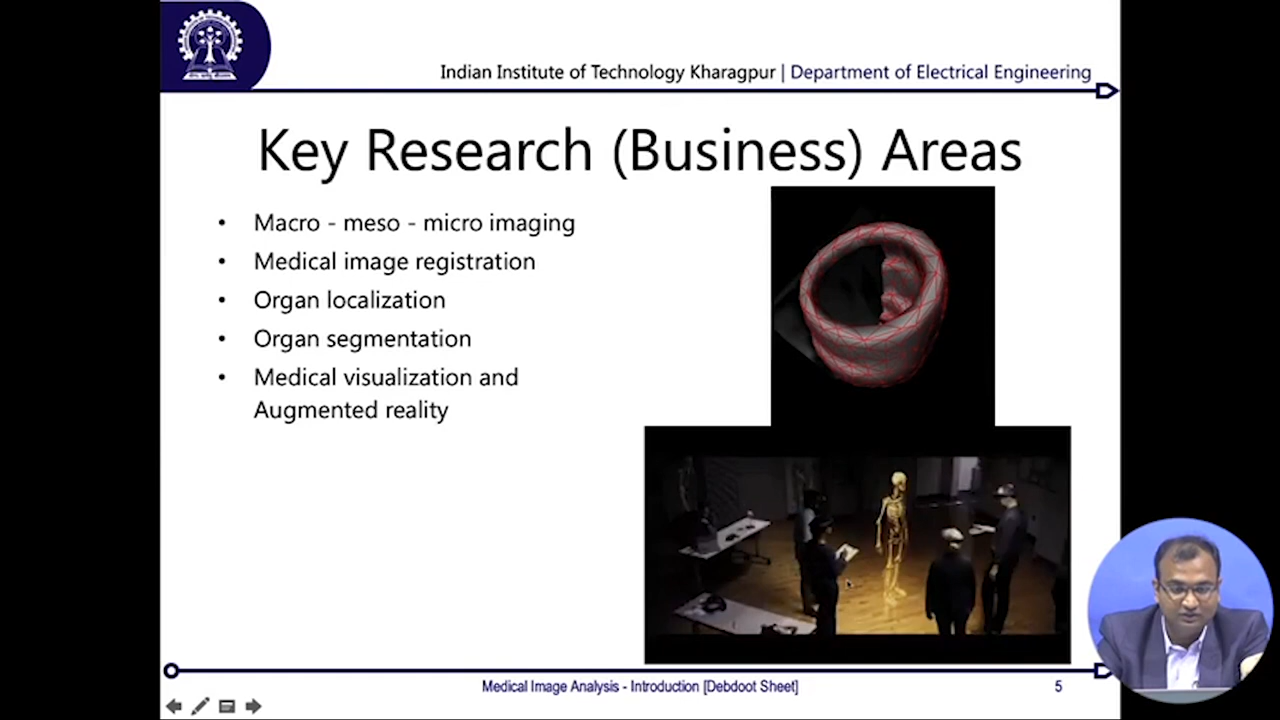 Indian Institute of Technology Kharagpur | Department of Electrical Engineering
Key Research (Business) Areas
• Macro - meso - micro imaging
• Medical image registration
• Organ localization
• Organ segmentation
• Medical visualization and
Augmented reality
Medical Image Analysis - Introduction [Debdoot Sheet]
5